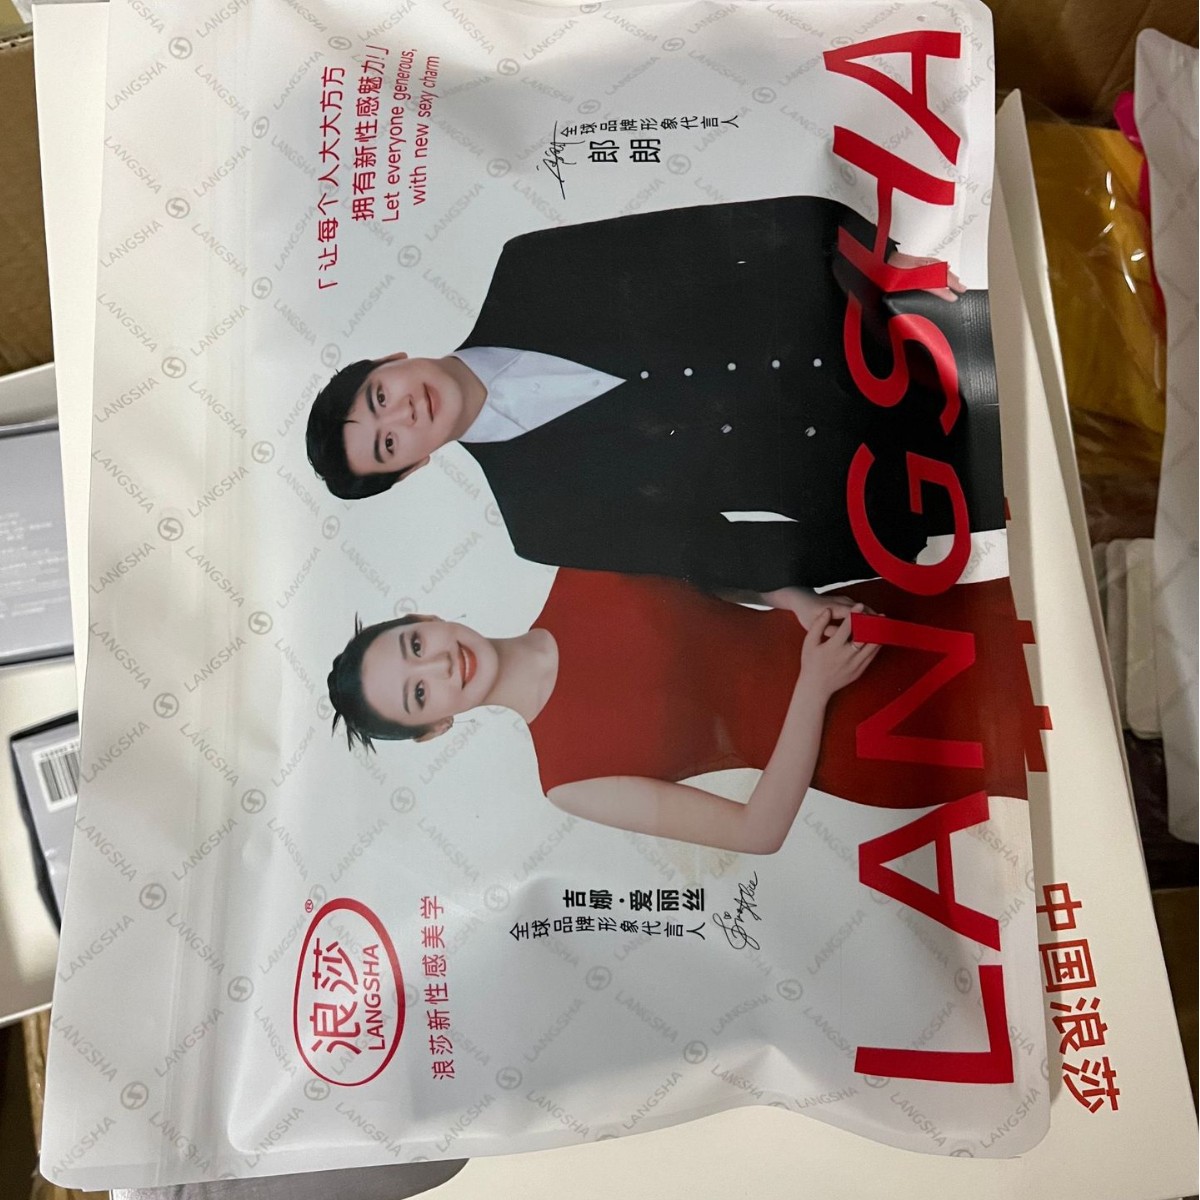 浪莎®
LANGSHA
浪莎新性感美学
「让每个人大大方方
拥有新性感魅力!」
Let everyone generous,
with new sexy charm
吉娜·爱丽丝
全球品牌形象代言人
全球品牌形象代言人
郎朗
LANGSHA
中国浪莎